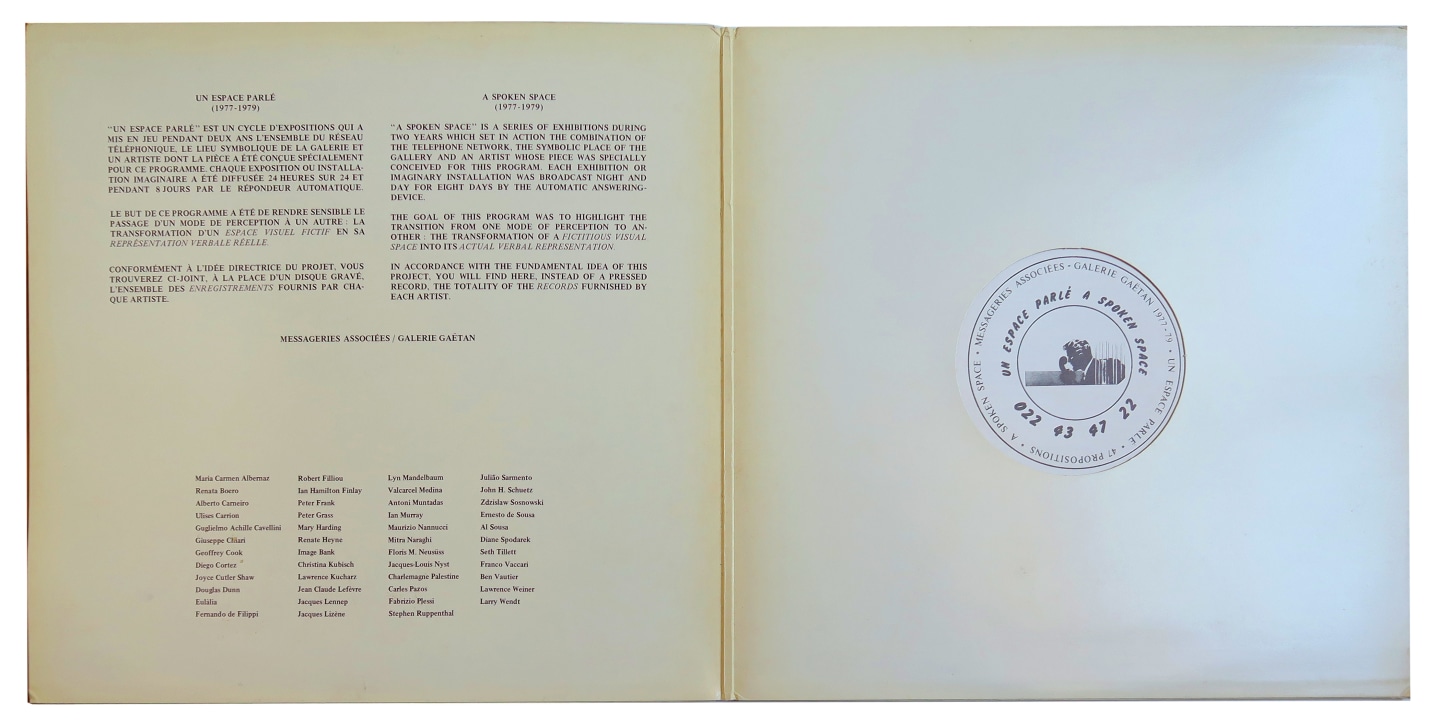 UN ESPACE PARLÉ
(1977-1979)
"UN ESPACE PARLÉ" EST UN CYCLE D'EXPOSITIONS QUI A
MIS EN JEU PENDANT DEUX ANS L'ENSEMBLE DU RÉSEAU
TÉLÉPHONIQUE, LE LIEU SYMBOLIQUE DE LA GALERIE ET
UN ARTISTE DONT LA PIÈCE A ÉTÉ CONÇUE SPÉCIALEMENT
POUR CE PROGRAMME. CHAQUE EXPOSITION OU INSTALLA-
TION IMAGINAIRE A ÉTÉ DIFFUSÉE 24 HEURES SUR 24 ET
PENDANT 8 JOURS PAR LE RÉPONDEUR AUTOMATIQUE.
LE BUT DE CE PROGRAMME A ÉTÉ DE RENDRE SENSIBLE LE
PASSAGE D'UN MODE DE PERCEPTION À UN AUTRE : LA
TRANSFORMATION D'UN ESPACE VISUEL FICTIF EN SA
REPRÉSENTATION VERBALE RÉELLE.
CONFORMÉMENT À L'IDÉE DIRECTRICE DU PROJET, VOUS
TROUVEREZ CI-JOINT, À LA PLACE D'UN DISQUE GRAVÉ,
L'ENSEMBLE DES ENREGISTREMENTS FOURNIS PAR CHA-
QUE ARTISTE.
A SPOKEN SPACE
(1977-1979)
"A SPOKEN SPACE" IS A SERIES OF EXHIBITIONS DURING
TWO YEARS WHICH SET IN ACTION THE COMBINATION OF
THE TELEPHONE NETWORK, THE SYMBOLIC PLACE OF THE
GALLERY AND AN ARTIST WHOSE PIECE WAS SPECIALLY
CONCEIVED FOR THIS PROGRAM. EACH EXHIBITION OR
IMAGINARY INSTALLATION WAS BROADCAST NIGHT AND
DAY FOR EIGHT DAYS BY THE AUTOMATIC ANSWERING-
DEVICE.
THE GOAL OF THIS PROGRAM WAS TO HIGHLIGHT THE
TRANSITION FROM ONE MODE OF PERCEPTION TO AN-
OTHER : THE TRANSFORMATION OF A FICTITIOUS VISUAL
SPACE INTO ITS ACTUAL VERBAL REPRESENTATION
IN ACCORDANCE WITH THE FUNDAMENTAL IDEA OF THIS
PROJECT, YOU WILL FIND HERE, INSTEAD OF A PRESSED
RECORD, THE TOTALITY OF THE RECORDS FURNISHED BY
EACH ARTIST.
MESSAGERIES ASSOCIÉES / GALERIE GAËTAN
Maria Carmen Albernaz
Renata Boero
Alberto Carneiro
Ulises Carrion
Guglielmo Achille Cavellini
Giuseppe Chiari
Geoffrey Cook
Diego Cortez
Joyce Cutler Shaw
Douglas Dunn
Eulàlia
Fernando de Filippi
Robert Filliou
Ian Hamilton Finlay
Peter Frank
Peter Grass
Mary Harding
Renate Heyne
Image Bank
Christina Kubisch
Lawrence Kucharz
Jean Claude Lefèvre
Jacques Lennep
Jacques Lizène
Lyn Mandelbaum
Valcarcel Medina
Antoni Muntadas
Ian Murray
Maurizio Nannucci
Mitra Naraghi
Floris M. Neusüss
Jacques-Louis Nyst
Charlemagne Palestine
Carles Pazos
Fabrizio Plessi
Stephen Ruppenthal
Julião Sarmento
John H. Schuetz
Zdzislaw Sosnowski
Ernesto de Sousa
Al Sousa
Diane Spodarek
Seth Tillett
Franco Vaccari
Ben Vautier
Lawrence Weiner
Larry Wendt
MESSAGERIES ASSOCIÉES - GALERIE GAËTAN 1977-79 • UN ESPACE PARLÉ • 47 PROPOSITIONS • A SPOKEN SPACE •
UN ESPACE PARLÉ A SPOKEN SPACE
022 43 47 22